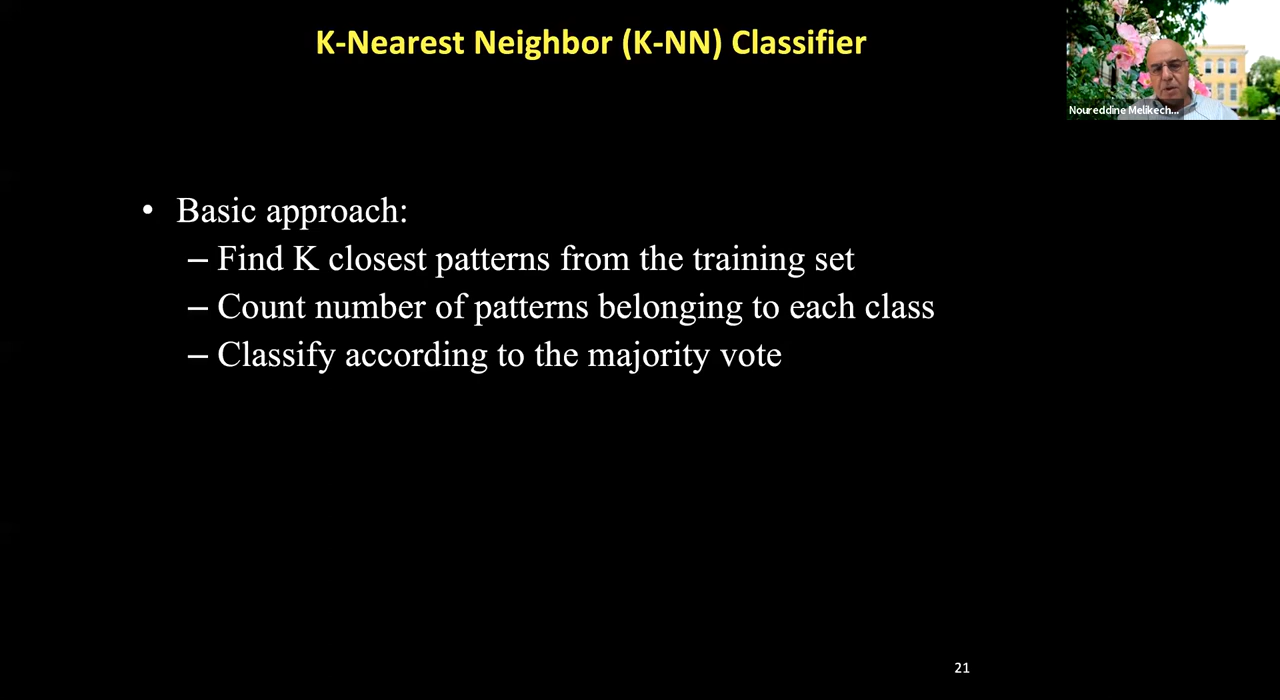 K-Nearest Neighbor (K-NN) Classifier
Noureddine Melikech...
• Basic approach:
– Find K closest patterns from the training set
– Count number of patterns belonging to each class
– Classify according to the majority vote
21